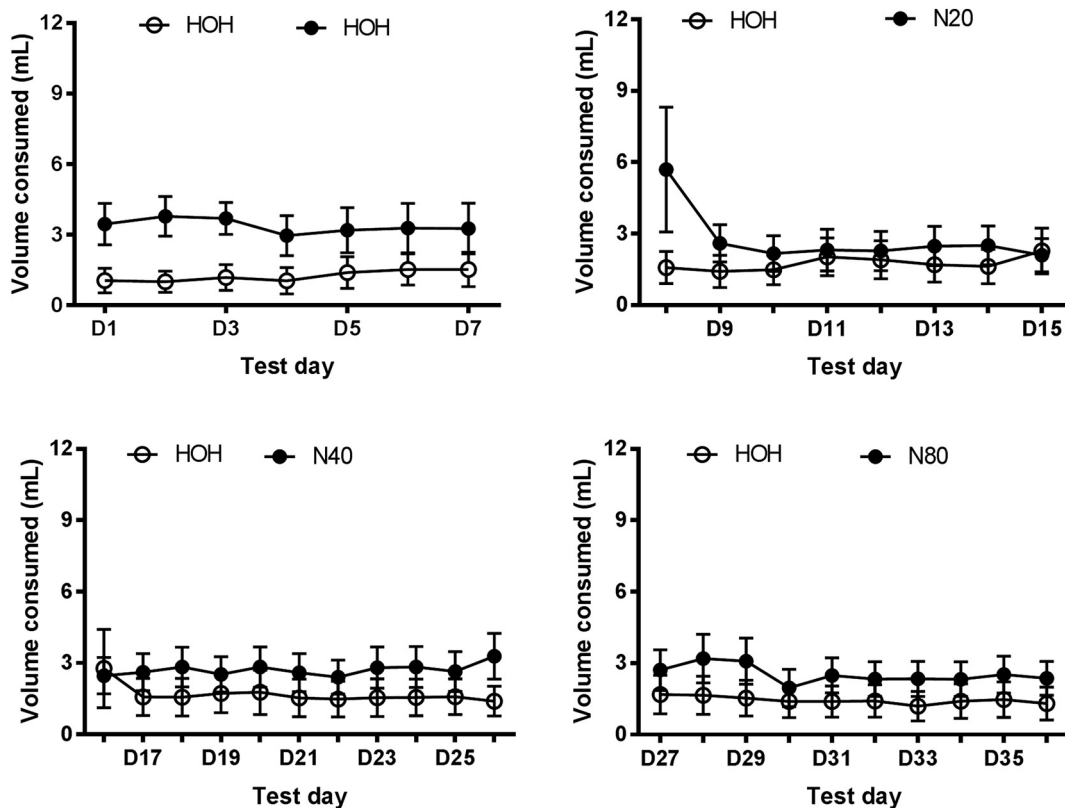 HOH HOH
Volume consumed (mL)
12
9
6
3
0
D1 D3 D5 D7
Test day
HOH N20
Volume consumed (mL)
12
9
6
3
0
D9 D11 D13 D15
Test day
HOH N40
Volume consumed (mL)
12
9
6
3
0
D17 D19 D21 D23 D25
Test day
HOH N80
Volume consumed (mL)
12
9
6
3
0
D27 D29 D31 D33 D35
Test day